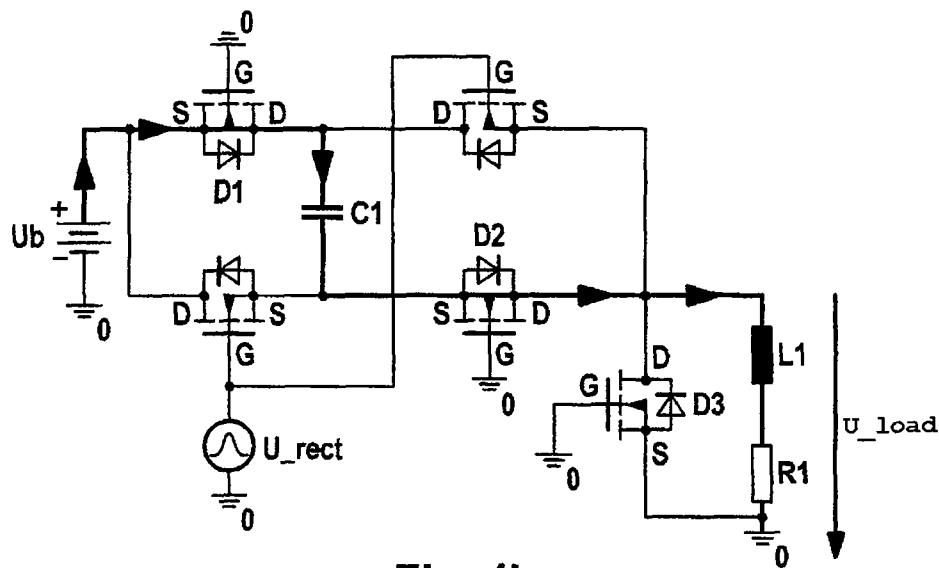 0
G G
S D D S
D1
C1
Ub + −
D2
D S S D
G G
0
0
U_rect
0
D
G D3
S
0
L1
R1
0
U_load